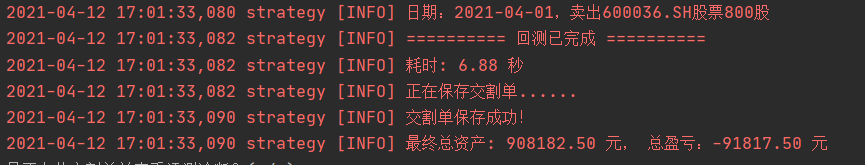 2021-04-12 17:01:33,080 strategy [INFO] 日期：2021-04-01，卖出600036.SH股票800股
2021-04-12 17:01:33,082 strategy [INFO] ========== 回测已完成 ==========
2021-04-12 17:01:33,082 strategy [INFO] 耗时: 6.88 秒
2021-04-12 17:01:33,082 strategy [INFO] 正在保存交割单......
2021-04-12 17:01:33,090 strategy [INFO] 交割单保存成功!
2021-04-12 17:01:33,090 strategy [INFO] 最终总资产: 908182.50 元， 总盈亏：-91817.50 元